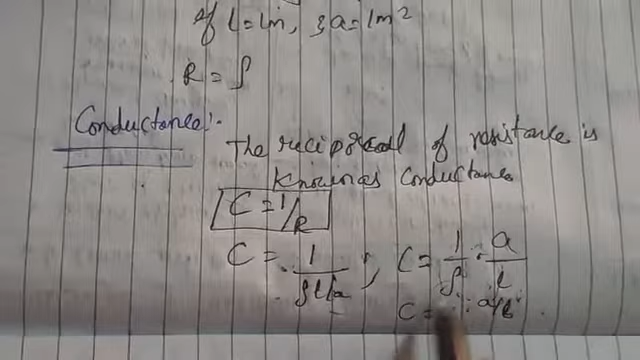 If l=1m, & a=1m²
R = ρ
Conductance:-
The reciprocal of resistance is
known as conductance
C = 1/R
C = 1/ρl/a ; C = 1/ρ · a/l
C =